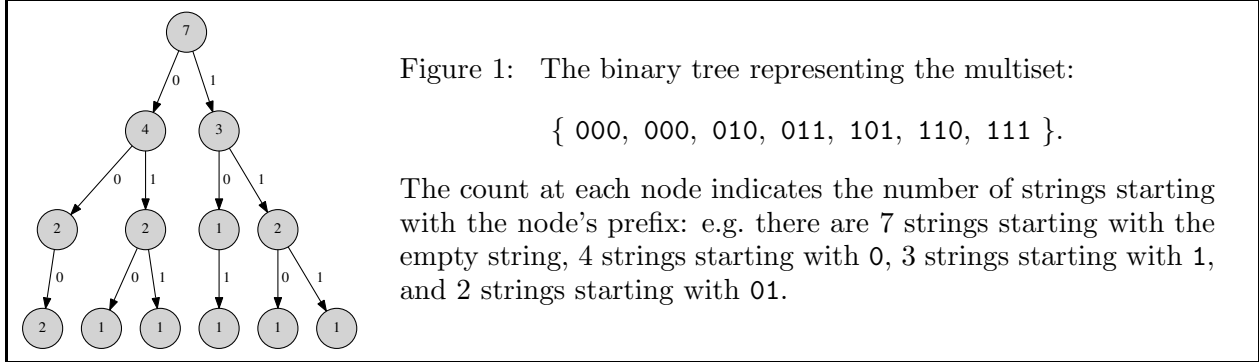 7
0 1
4 3
0 1 0 1
2 2 1 2
0 0 1 1 0 1
2 1 1 1 1 1
Figure 1: The binary tree representing the multiset:
{ 000, 000, 010, 011, 101, 110, 111 }.
The count at each node indicates the number of strings starting
with the node's prefix: e.g. there are 7 strings starting with the
empty string, 4 strings starting with 0, 3 strings starting with 1,
and 2 strings starting with 01.